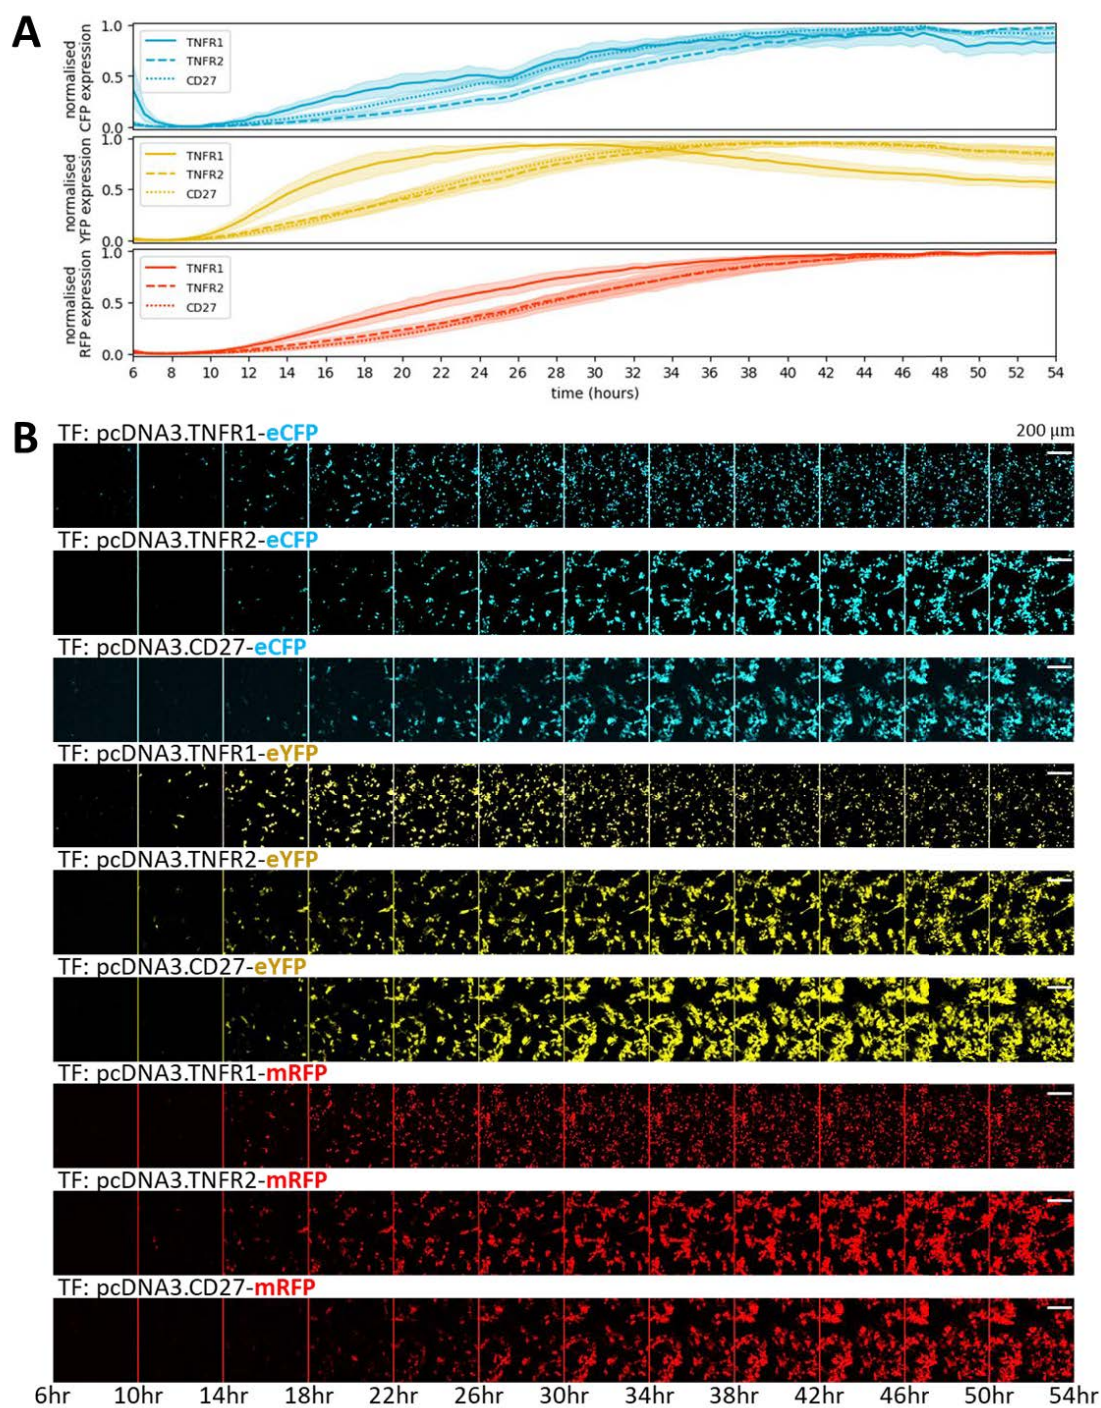 A
normalised
CFP expression
1.0
0.5
0.0
TNFR1
TNFR2
CD27
normalised
YFP expression
1.0
0.5
0.0
TNFR1
TNFR2
CD27
normalised
RFP expression
1.0
0.5
0.0
TNFR1
TNFR2
CD27
6 8 10 12 14 16 18 20 22 24 26 28 30 32 34 36 38 40 42 44 46 48 50 52 54
time (hours)
B
TF: pcDNA3.TNFR1-eCFP
200 µm
TF: pcDNA3.TNFR2-eCFP
TF: pcDNA3.CD27-eCFP
TF: pcDNA3.TNFR1-eYFP
TF: pcDNA3.TNFR2-eYFP
TF: pcDNA3.CD27-eYFP
TF: pcDNA3.TNFR1-mRFP
TF: pcDNA3.TNFR2-mRFP
TF: pcDNA3.CD27-mRFP
6hr 10hr 14hr 18hr 22hr 26hr 30hr 34hr 38hr 42hr 46hr 50hr 54hr